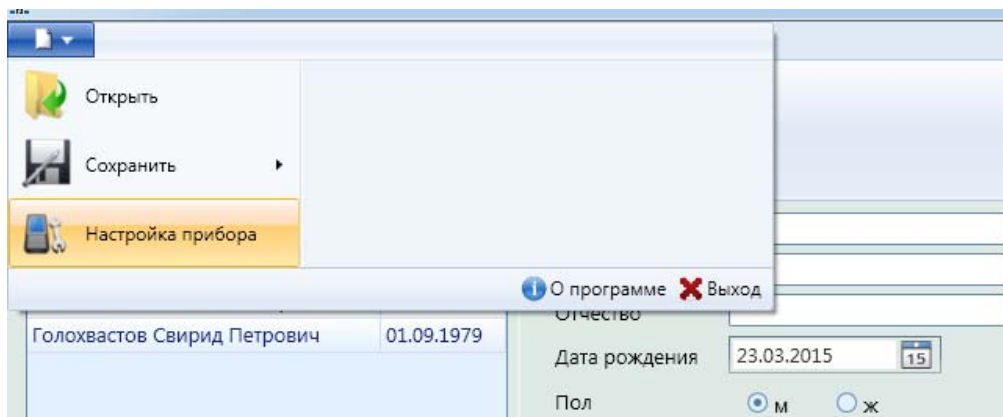 Открыть
Сохранить
Настройка прибора
О программе Выход
Отчество
Голохвастов Свирид Петрович 01.09.1979
Дата рождения 23.03.2015 15
Пол м ж